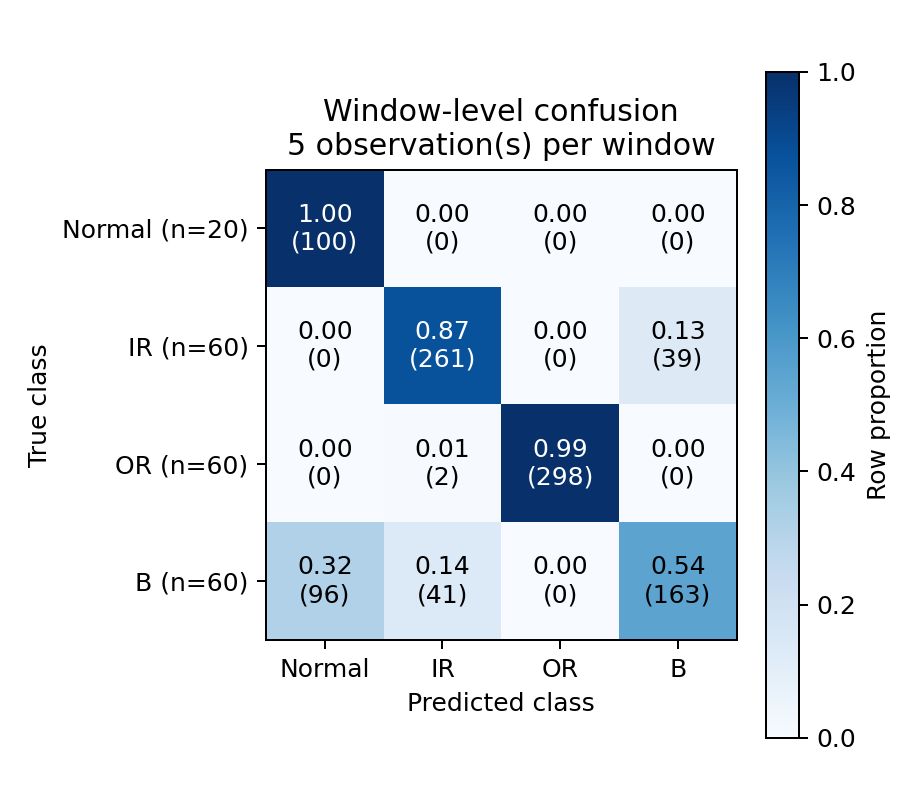 Window-level confusion
5 observation(s) per window
True class
Normal (n=20)
1.00
(100)
0.00
(0)
0.00
(0)
0.00
(0)
IR (n=60)
0.00
(0)
0.87
(261)
0.00
(0)
0.13
(39)
OR (n=60)
0.00
(0)
0.01
(2)
0.99
(298)
0.00
(0)
B (n=60)
0.32
(96)
0.14
(41)
0.00
(0)
0.54
(163)
Normal
IR
OR
B
Predicted class
1.0
0.8
0.6
0.4
0.2
0.0
Row proportion